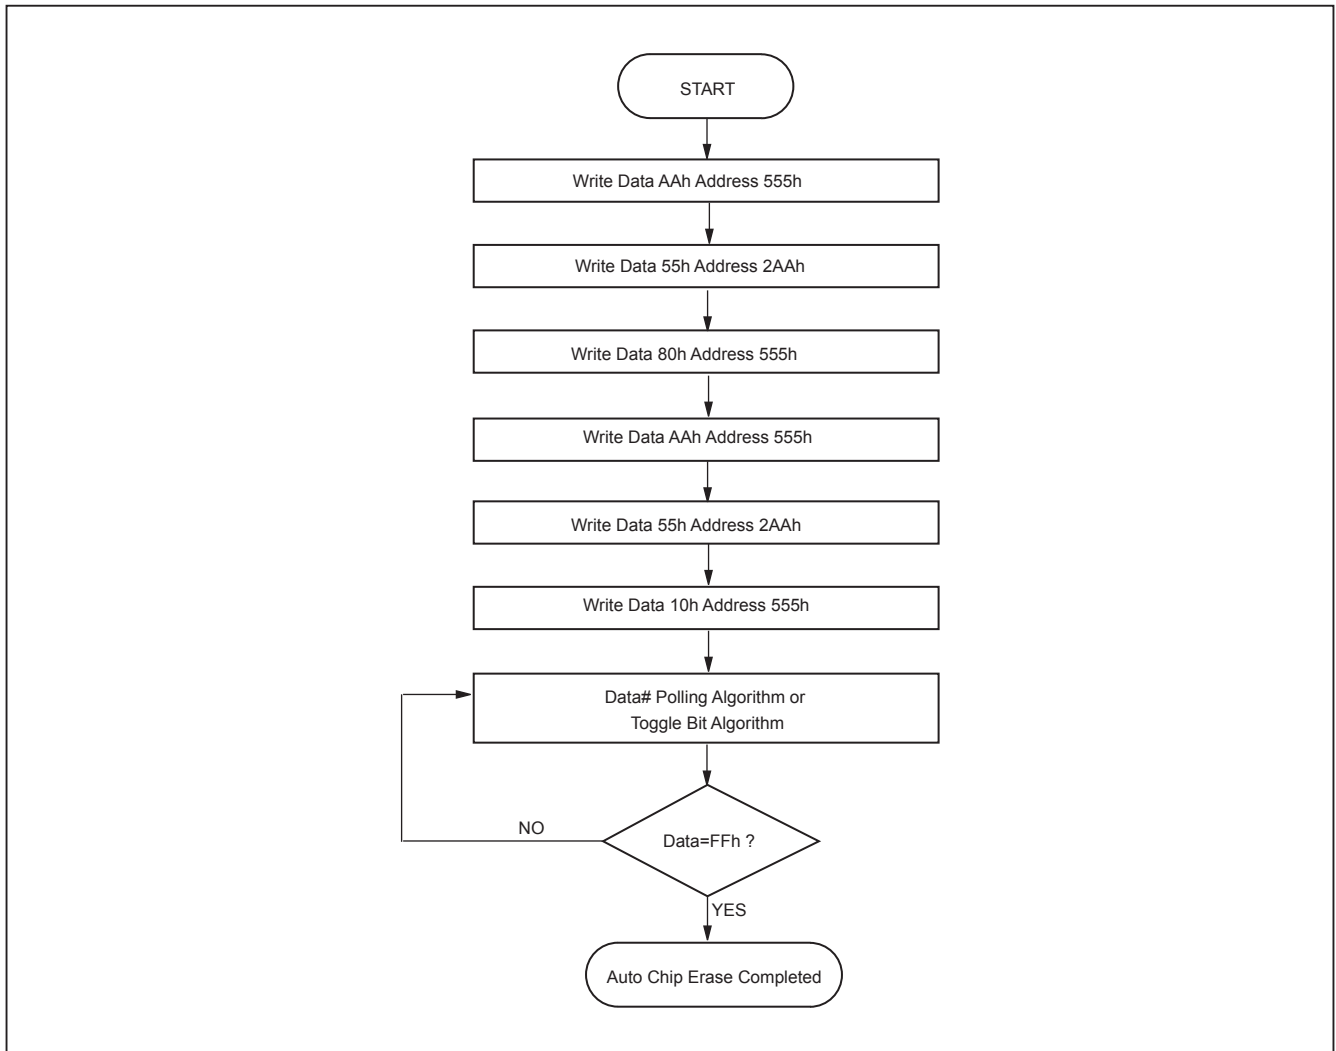 START
Write Data AAh Address 555h
Write Data 55h Address 2AAh
Write Data 80h Address 555h
Write Data AAh Address 555h
Write Data 55h Address 2AAh
Write Data 10h Address 555h
Data# Polling Algorithm or
Toggle Bit Algorithm
NO
Data=FFh ?
YES
Auto Chip Erase Completed